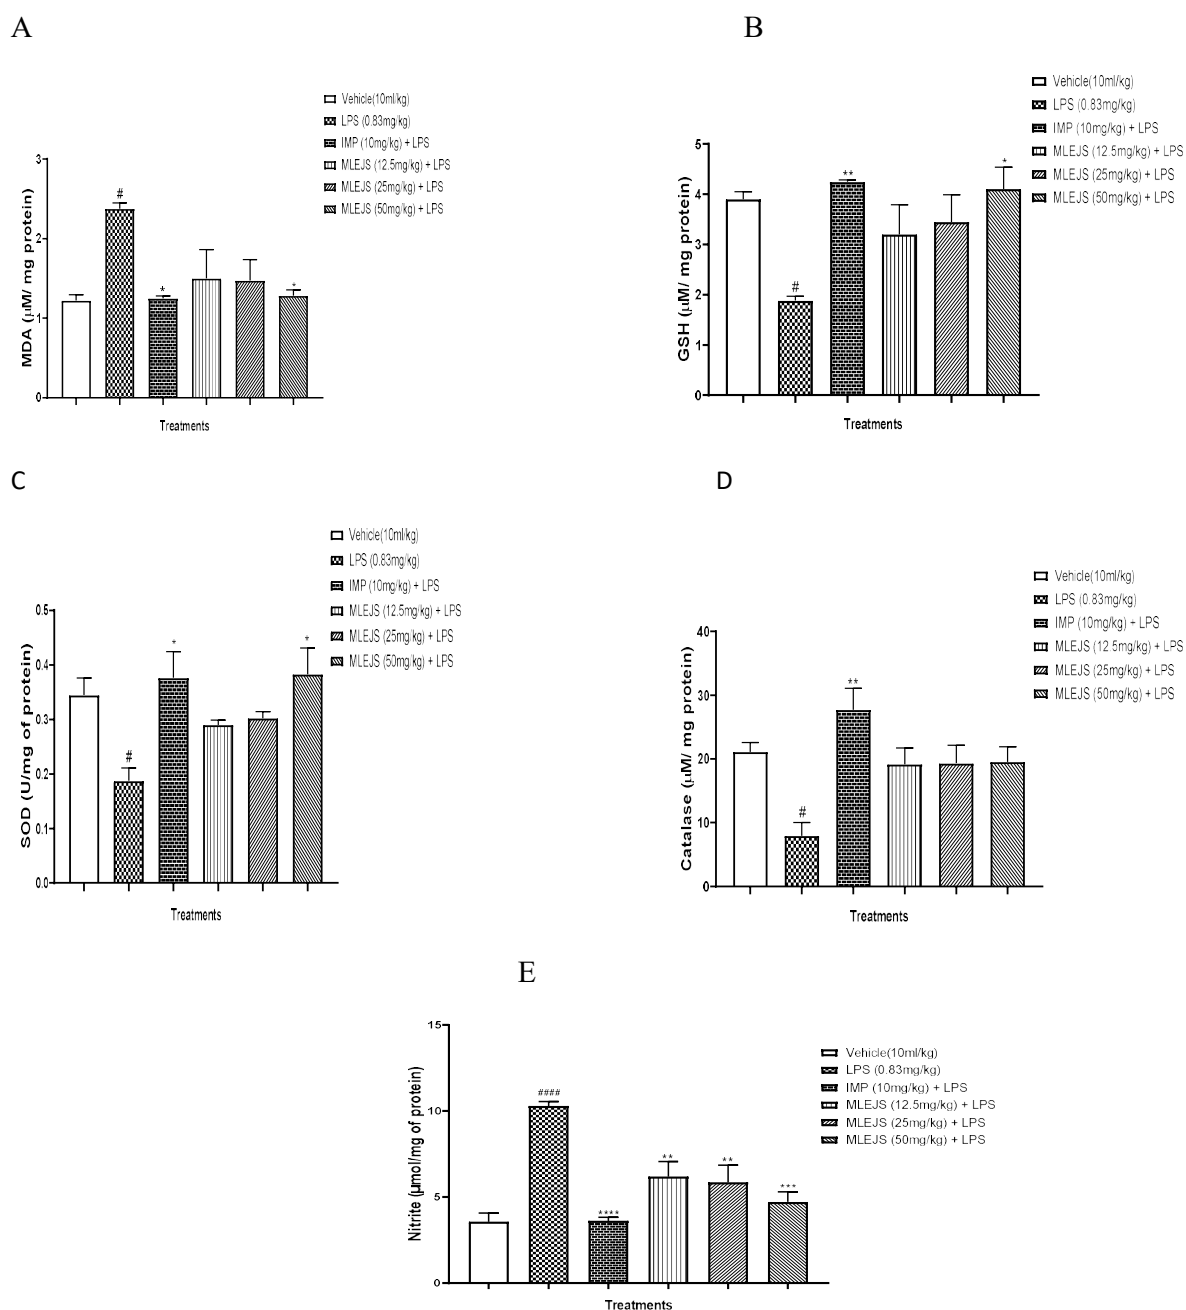 A
B
Vehicle(10ml/kg)
LPS (0.83mg/kg)
IMP (10mg/kg) + LPS
MLEJS (12.5mg/kg) + LPS
MLEJS (25mg/kg) + LPS
MLEJS (50mg/kg) + LPS
3
2
1
0
MDA (μM/ mg protein)
#
*
*
Treatments
Vehicle(10ml/kg)
LPS (0.83mg/kg)
IMP (10mg/kg) + LPS
MLEJS (12.5mg/kg) + LPS
MLEJS (25mg/kg) + LPS
MLEJS (50mg/kg) + LPS
5
4
3
2
1
0
GSH (μM/ mg protein)
#
**
*
Treatments
C
D
Vehicle(10ml/kg)
LPS (0.83mg/kg)
IMP (10mg/kg) + LPS
MLEJS (12.5mg/kg) + LPS
MLEJS (25mg/kg) + LPS
MLEJS (50mg/kg) + LPS
0.5
0.4
0.3
0.2
0.1
0.0
SOD (U/mg of protein)
#
*
*
Treatments
Vehicle(10ml/kg)
LPS (0.83mg/kg)
IMP (10mg/kg) + LPS
MLEJS (12.5mg/kg) + LPS
MLEJS (25mg/kg) + LPS
MLEJS (50mg/kg) + LPS
40
30
20
10
0
Catalase (μM/ mg protein)
#
**
Treatments
E
15
10
5
0
Nitrite (μmol/mg of protein)
####
****
**
**
***
Treatments
Vehicle(10ml/kg)
LPS (0.83mg/kg)
IMP (10mg/kg) + LPS
MLEJS (12.5mg/kg) + LPS
MLEJS (25mg/kg) + LPS
MLEJS (50mg/kg) + LPS